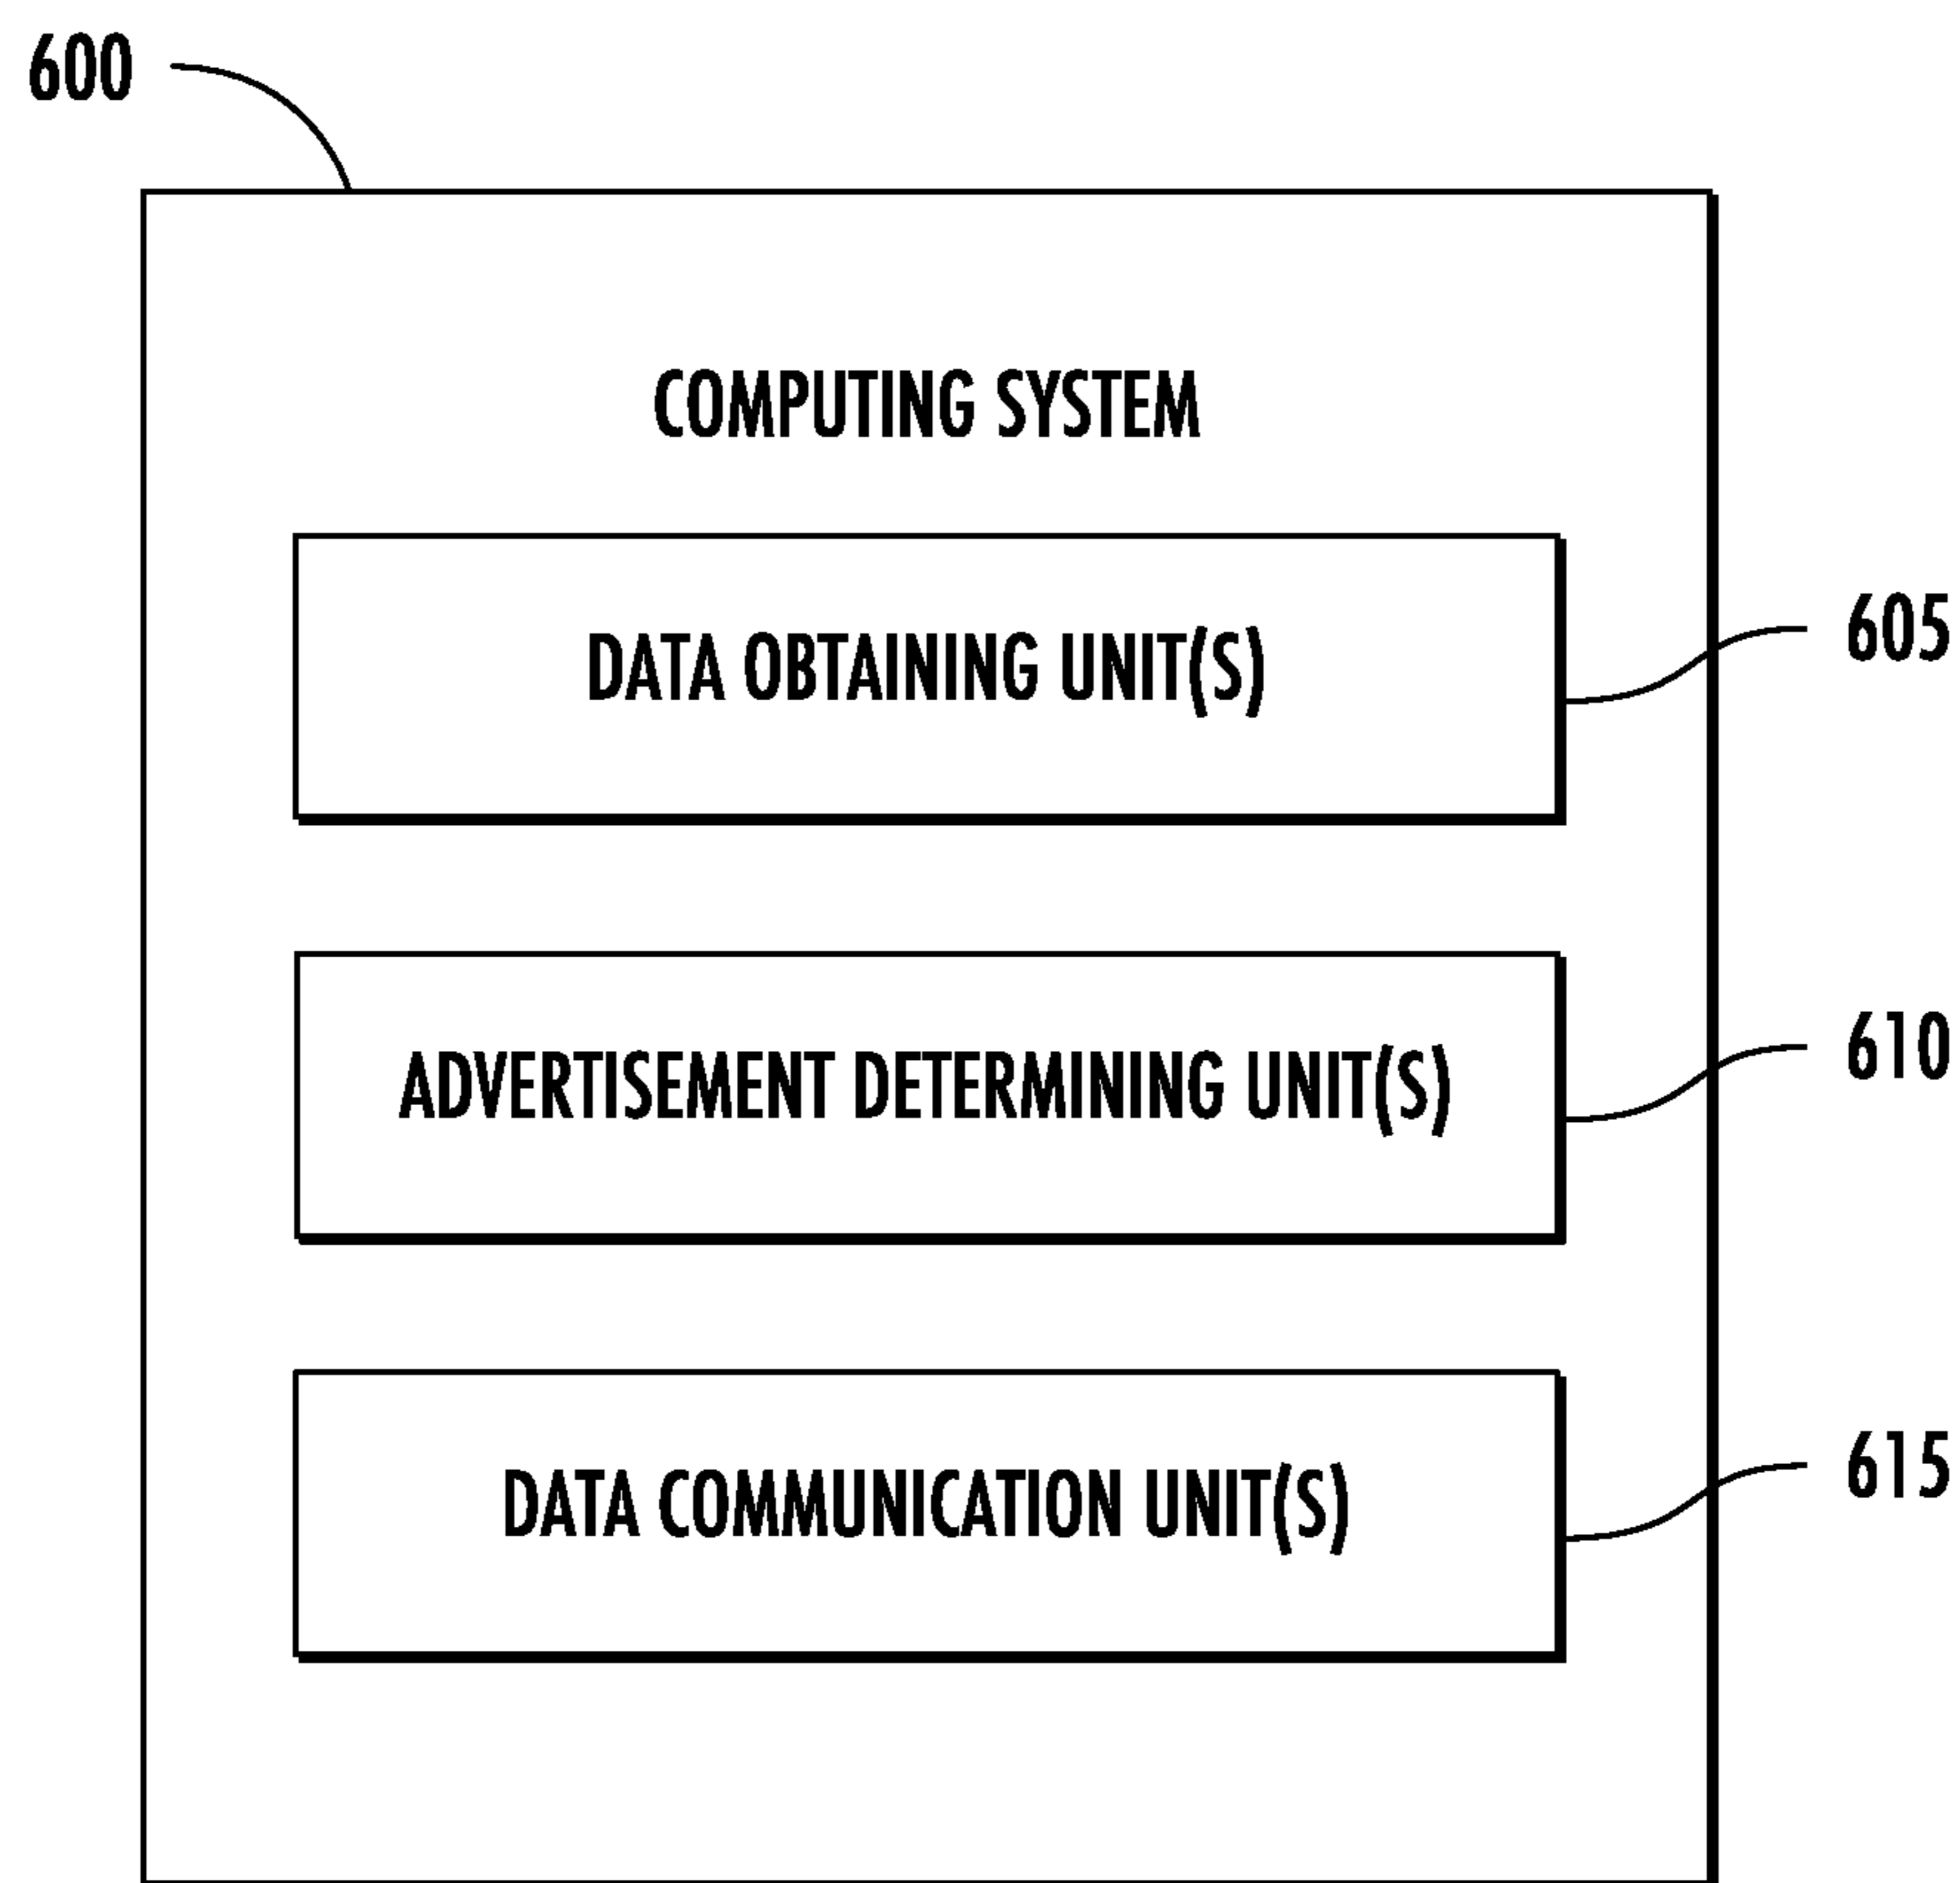 600
COMPUTING SYSTEM
DATA OBTAINING UNIT(S)
605
ADVERTISEMENT DETERMINING UNIT(S)
610
DATA COMMUNICATION UNIT(S)
615